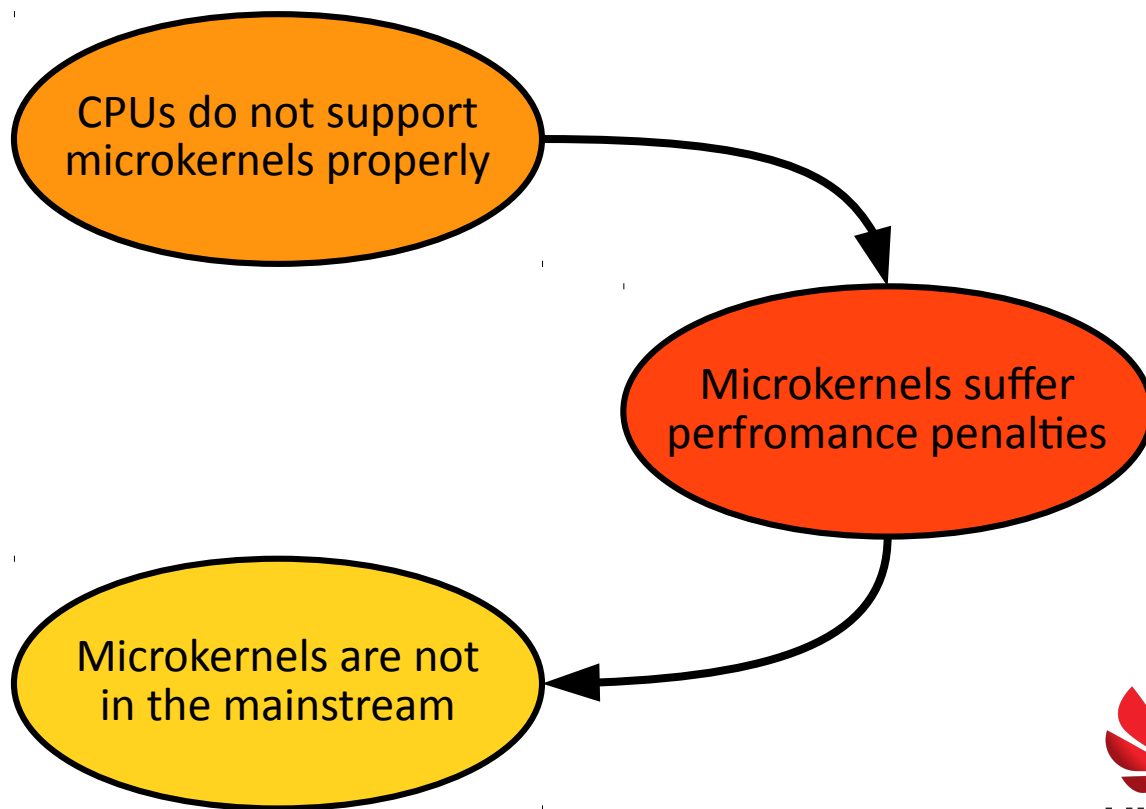 CPUs do not support
microkernels properly
Microkernels suffer
perfromance penalties
Microkernels are not
in the mainstream